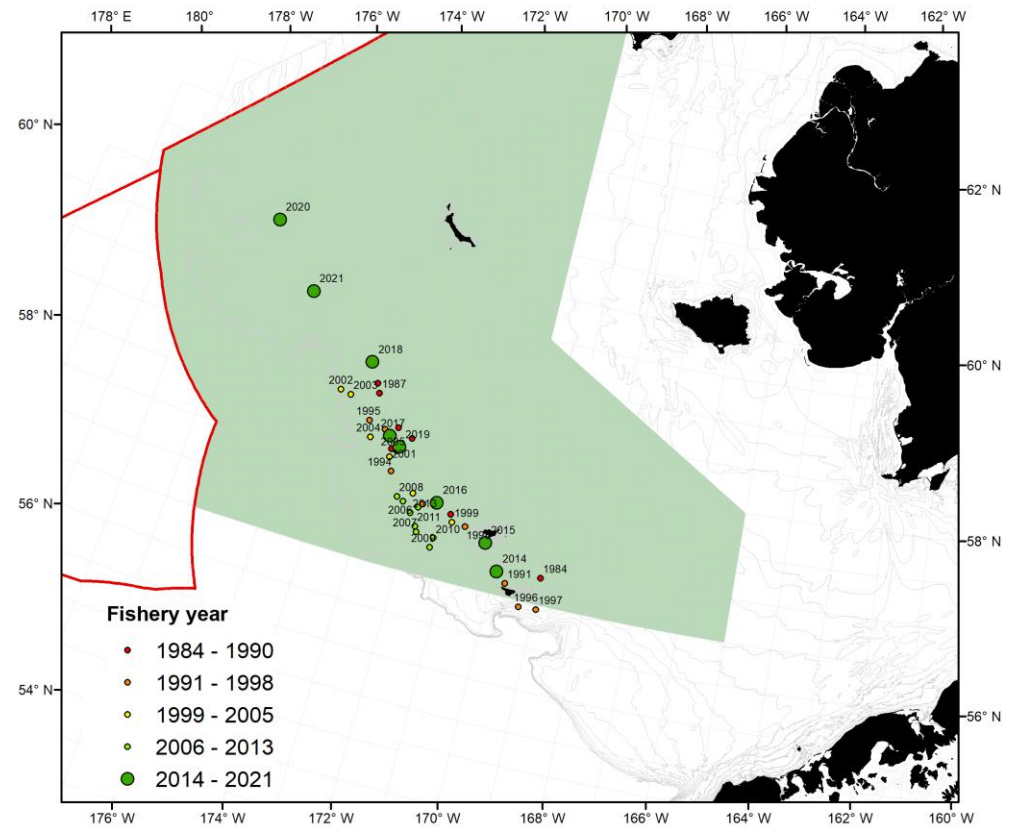 178° E 180° 178° W 176° W 174° W 172° W 170° W 168° W 166° W 164° W 162° W
60° N
62° N
2020
2021
58° N
2018
60° N
2002 2003 1987
1995
2004 2017 2019
2001
1994
2008 2016
56° N
2006 1999
2007 2011 2010 2015
58° N
2014
1991 1984
1996 1997
Fishery year
1984 - 1990
1991 - 1998
1999 - 2005
2006 - 2013
2014 - 2021
54° N
56° N
176° W 174° W 172° W 170° W 168° W 166° W 164° W 162° W 160° W